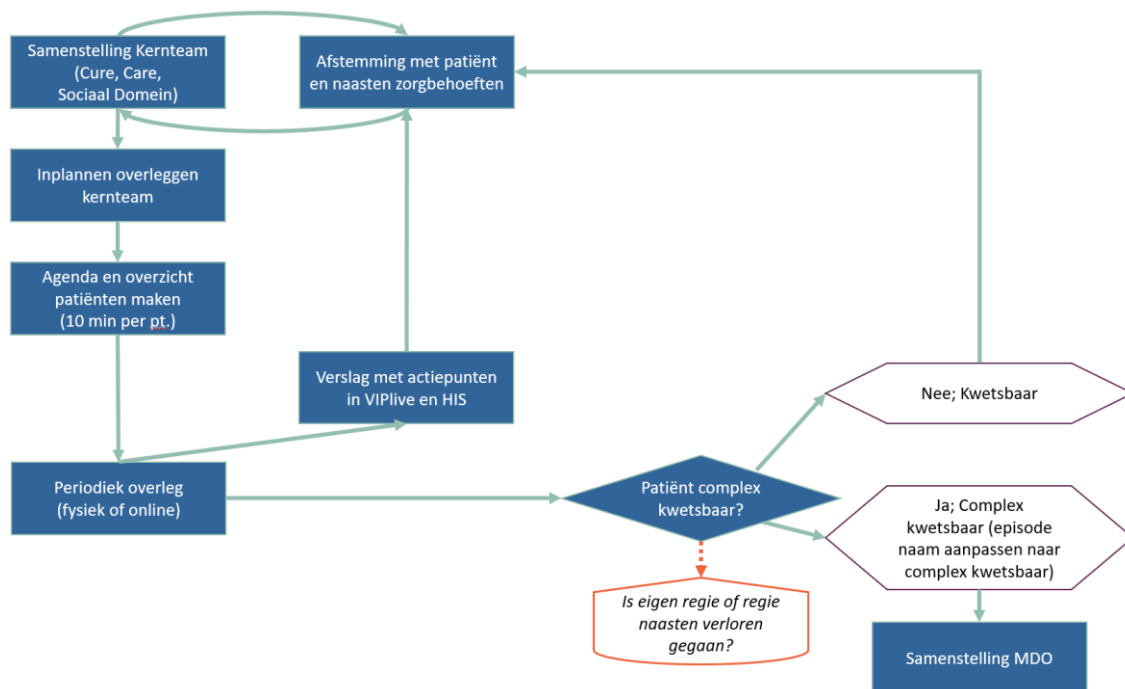 Samenstelling Kernteam
(Cure, Care,
Sociaal Domein)
Afstemming met patiënt
en naasten zorgbehoeften
Inplannen overleggen
kernteam
Agenda en overzicht
patiënten maken
(10 min per pt.)
Verslag met actiepunten
in VIPlive en HIS
Nee; Kwetsbaar
Periodiek overleg
(fysiek of online)
Patiënt complex
kwetsbaar?
Ja; Complex
kwetsbaar (episode
naam aanpassen naar
complex kwetsbaar)
Is eigen regie of regie
naasten verloren
gegaan?
Samenstelling MDO